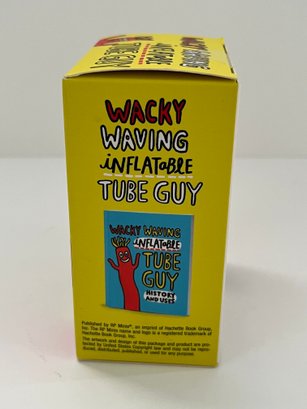 WACKY
WAVING
iNFLATaBLE
TUBE GUY
WACKY WAVING
iNFLATABLE
TUBE
GUY
HISTORY
AND USES
Published by RP Minis®, an imprint of Hachette Book Group,
Inc. The RP Minis name and logo is a registered trademark of
Hachette Book Group, Inc.
The artwork and design of this package and product are pro-
tected by United States Copyright law and may not be repro-
duced, distributed, published, or used for any purpose.